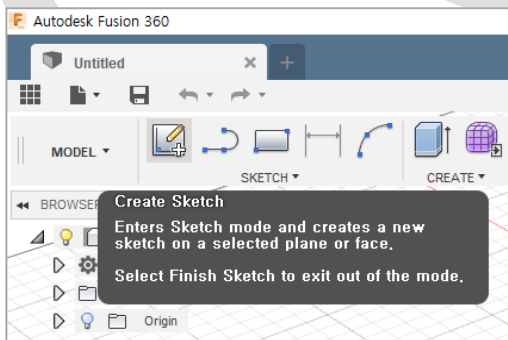 Autodesk Fusion 360
Untitled
MODEL
SKETCH
CREATE
BROWSE
Create Sketch
Enters Sketch mode and creates a new
sketch on a selected plane or face.
Select Finish Sketch to exit out of the mode.
Origin